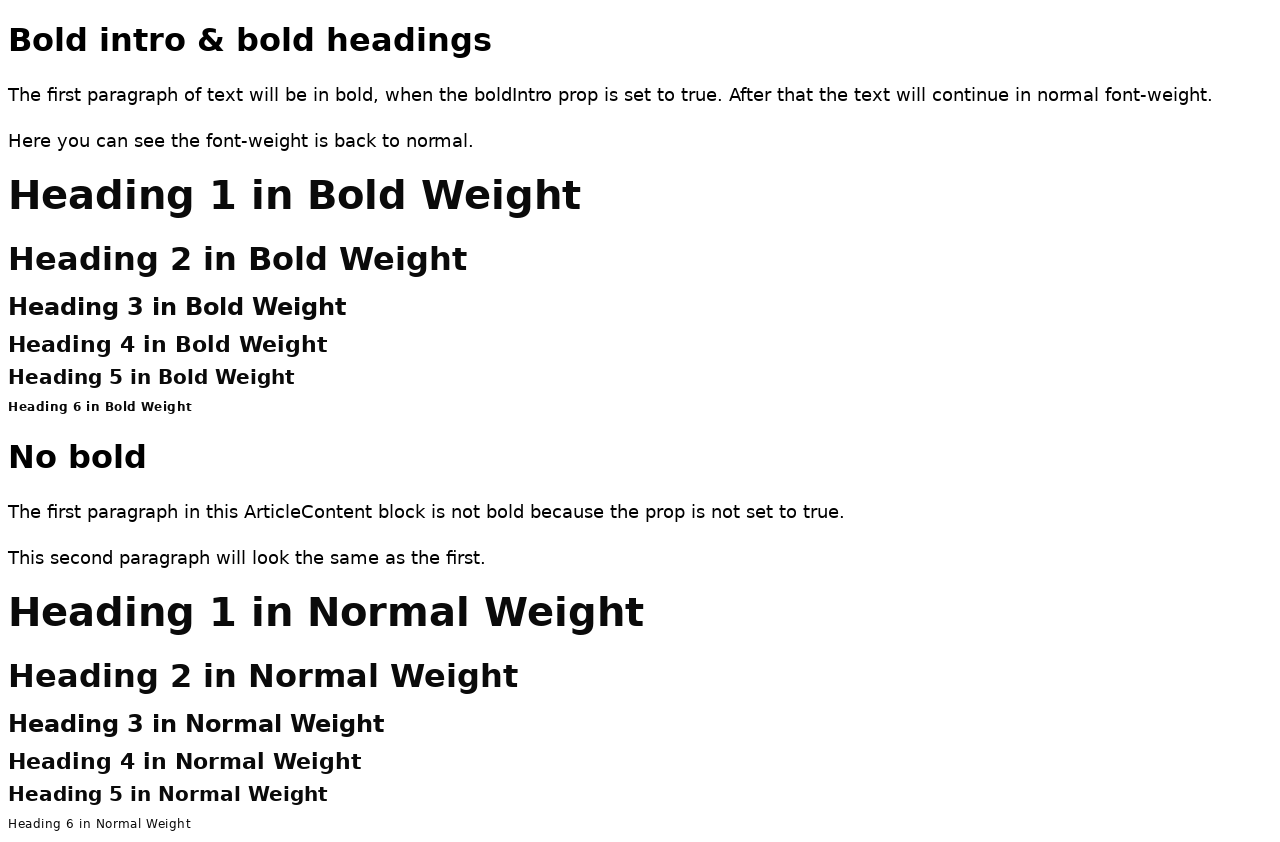 Bold intro & bold headings
The first paragraph of text will be in bold, when the boldIntro prop is set to true. After that the text will continue in normal font-weight.
Here you can see the font-weight is back to normal.
Heading 1 in Bold Weight
Heading 2 in Bold Weight
Heading 3 in Bold Weight
Heading 4 in Bold Weight
Heading 5 in Bold Weight
Heading 6 in Bold Weight
No bold
The first paragraph in this ArticleContent block is not bold because the prop is not set to true.
This second paragraph will look the same as the first.
Heading 1 in Normal Weight
Heading 2 in Normal Weight
Heading 3 in Normal Weight
Heading 4 in Normal Weight
Heading 5 in Normal Weight
Heading 6 in Normal Weight